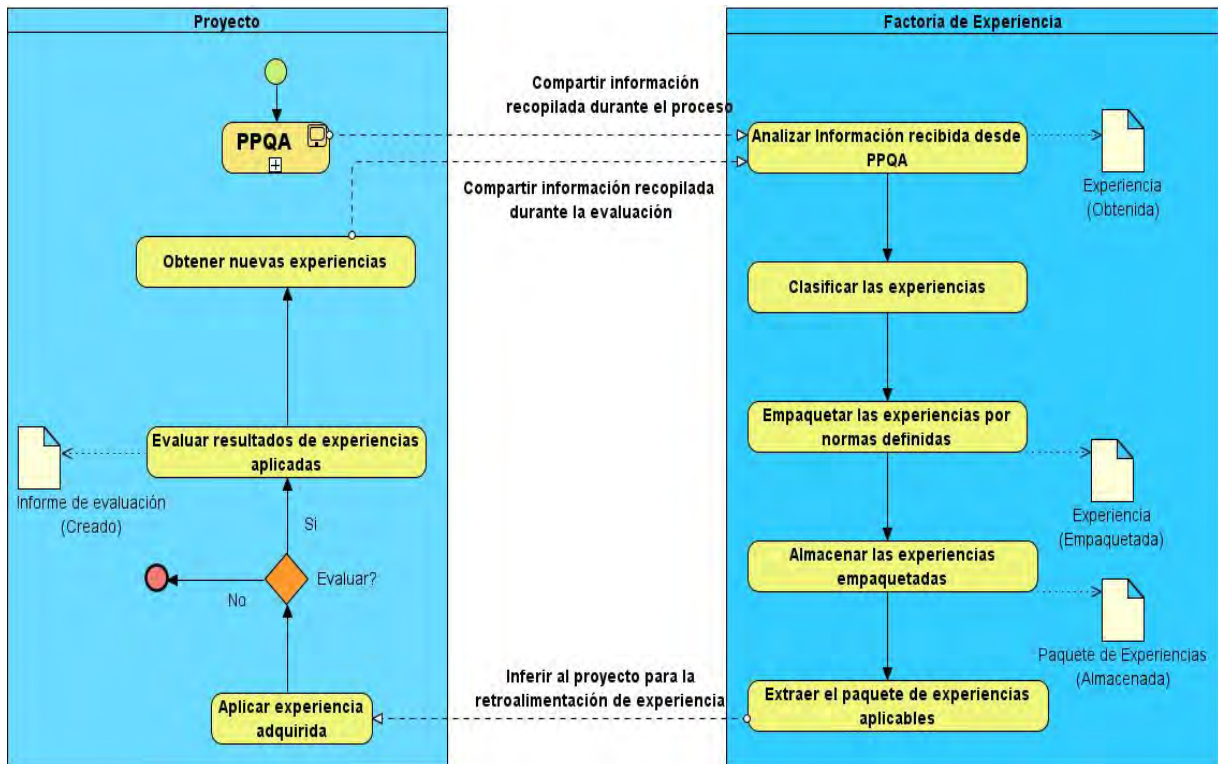 Proyecto
Factoría de Experiencia
Compartir información
recopilada durante el proceso
PPQA
Analizar Información recibida desde
PPQA
Experiencia
(Obtenida)
Compartir información recopilada
durante la evaluación
Obtener nuevas experiencias
Clasificar las experiencias
Evaluar resultados de experiencias
aplicadas
Informe de evaluación
(Creado)
Empaquetar las experiencias por
normas definidas
Experiencia
(Empaquetada)
Si
Evaluar?
No
Almacenar las experiencias
empaquetadas
Paquete de Experiencias
(Almacenada)
Inferir al proyecto para la
retroalimentación de experiencia
Aplicar experiencia
adquirida
Extraer el paquete de experiencias
aplicables